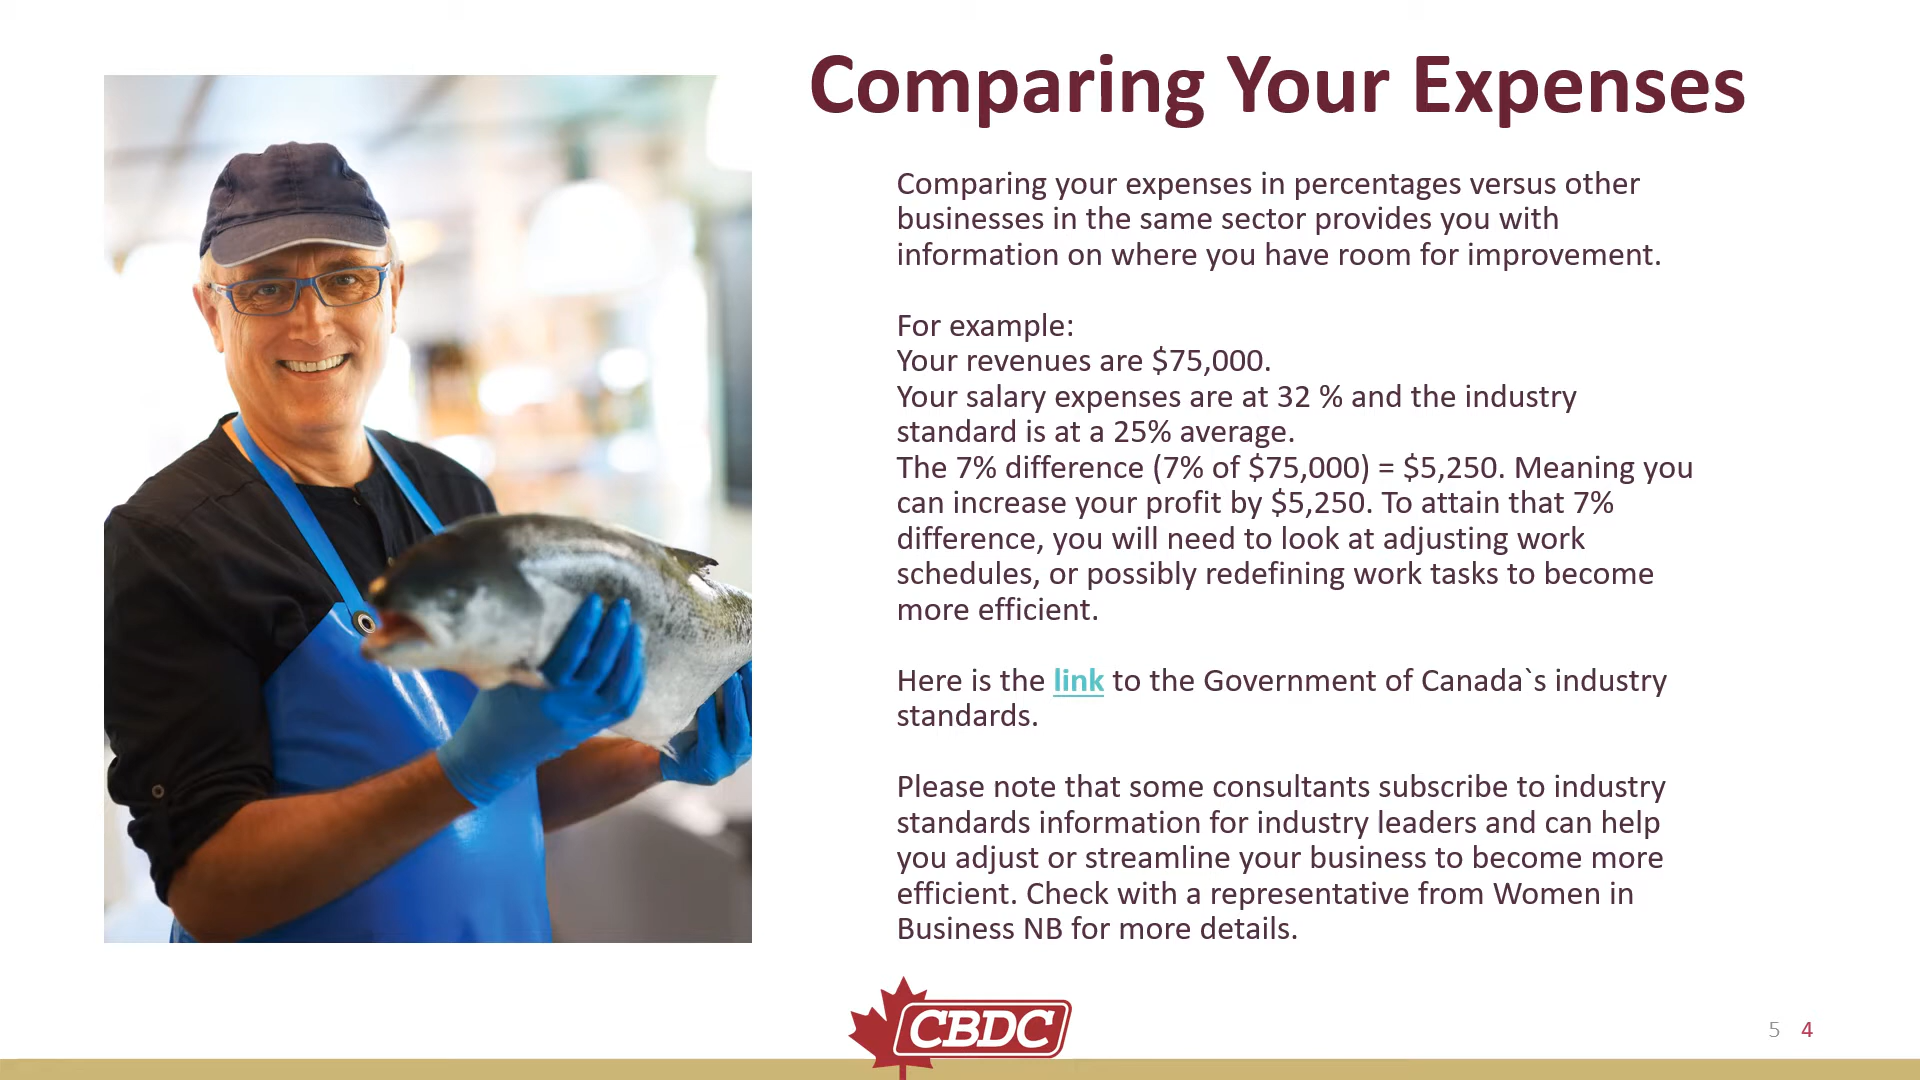 Comparing Your Expenses
Comparing your expenses in percentages versus other
businesses in the same sector provides you with
information on where you have room for improvement.
For example:
Your revenues are $75,000.
Your salary expenses are at 32 % and the industry
standard is at a 25% average.
The 7% difference (7% of $75,000) = $5,250. Meaning you
can increase your profit by $5,250. To attain that 7%
difference, you will need to look at adjusting work
schedules, or possibly redefining work tasks to become
more efficient.
Here is the link to the Government of Canada`s industry
standards.
Please note that some consultants subscribe to industry
standards information for industry leaders and can help
you adjust or streamline your business to become more
efficient. Check with a representative from Women in
Business NB for more details.
CBDC
5 4